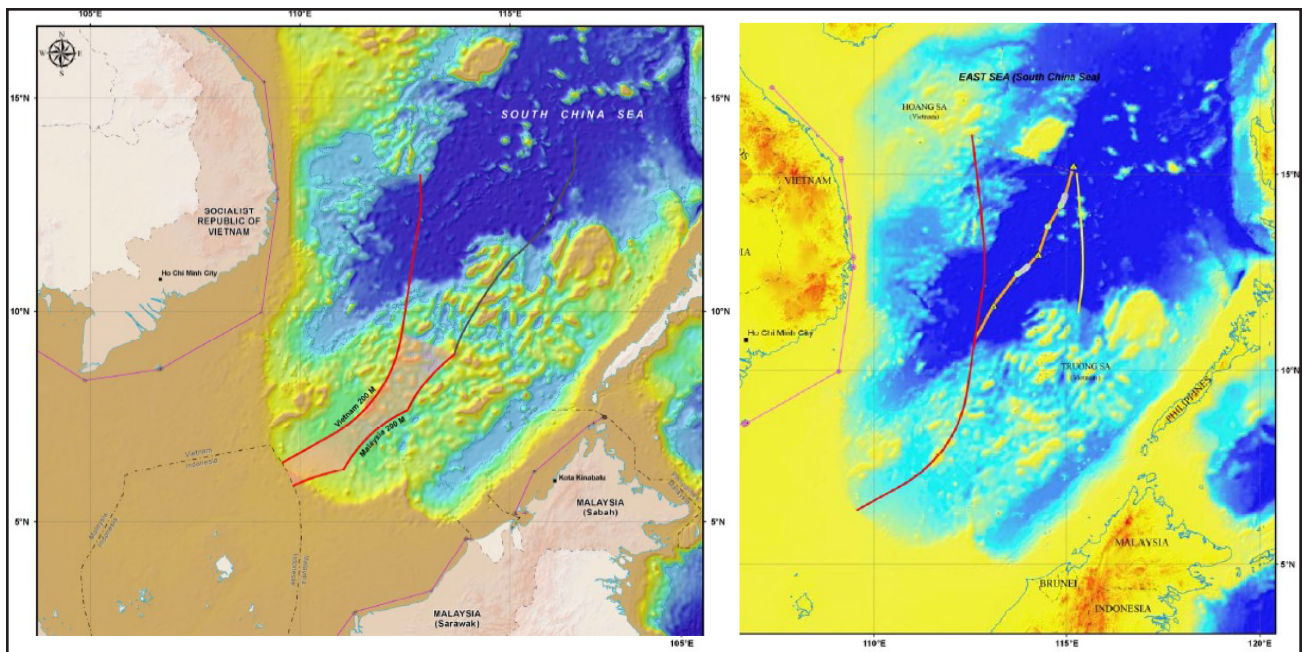 105°E
110°E
115°E
N
W
E
S
15°N
15°N
SOUTH CHINA SEA
SOCIALIST
REPUBLIC OF
VIETNAM
Ho Chi Minh City
10°N
10°N
Vietnam 200 M
Malaysia 200 M
Vietnam
Indonesia
Kota Kinabalu
MALAYSIA
(Sabah)
5°N
5°N
Malaysia
Indonesia
MALAYSIA
(Sarawak)
105°E
EAST SEA (South China Sea)
HOANG SA
(Vietnam)
VIETNAM
15°N
Ho Chi Minh City
10°N
TRUONG SA
(Vietnam)
PHILIPPINES
5°N
MALAYSIA
BRUNEI
INDONESIA
110°E
115°E
120°E